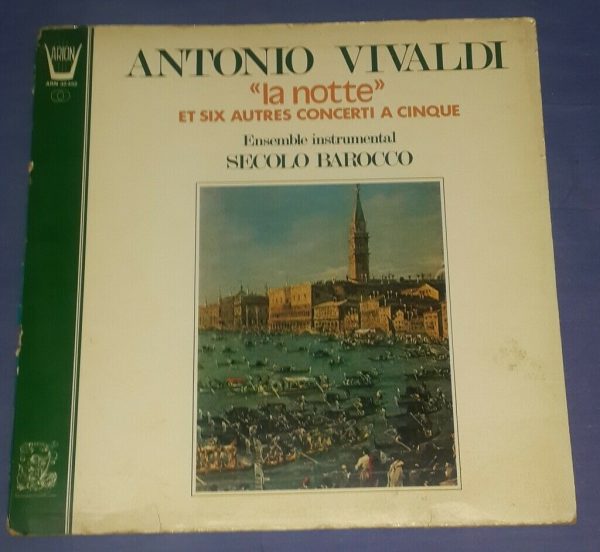 ARION
ANTONIO VIVALDI
«la notte»
ET SIX AUTRES CONCERTI A CINQUE
Ensemble instrumental
SECOLO BAROCCO